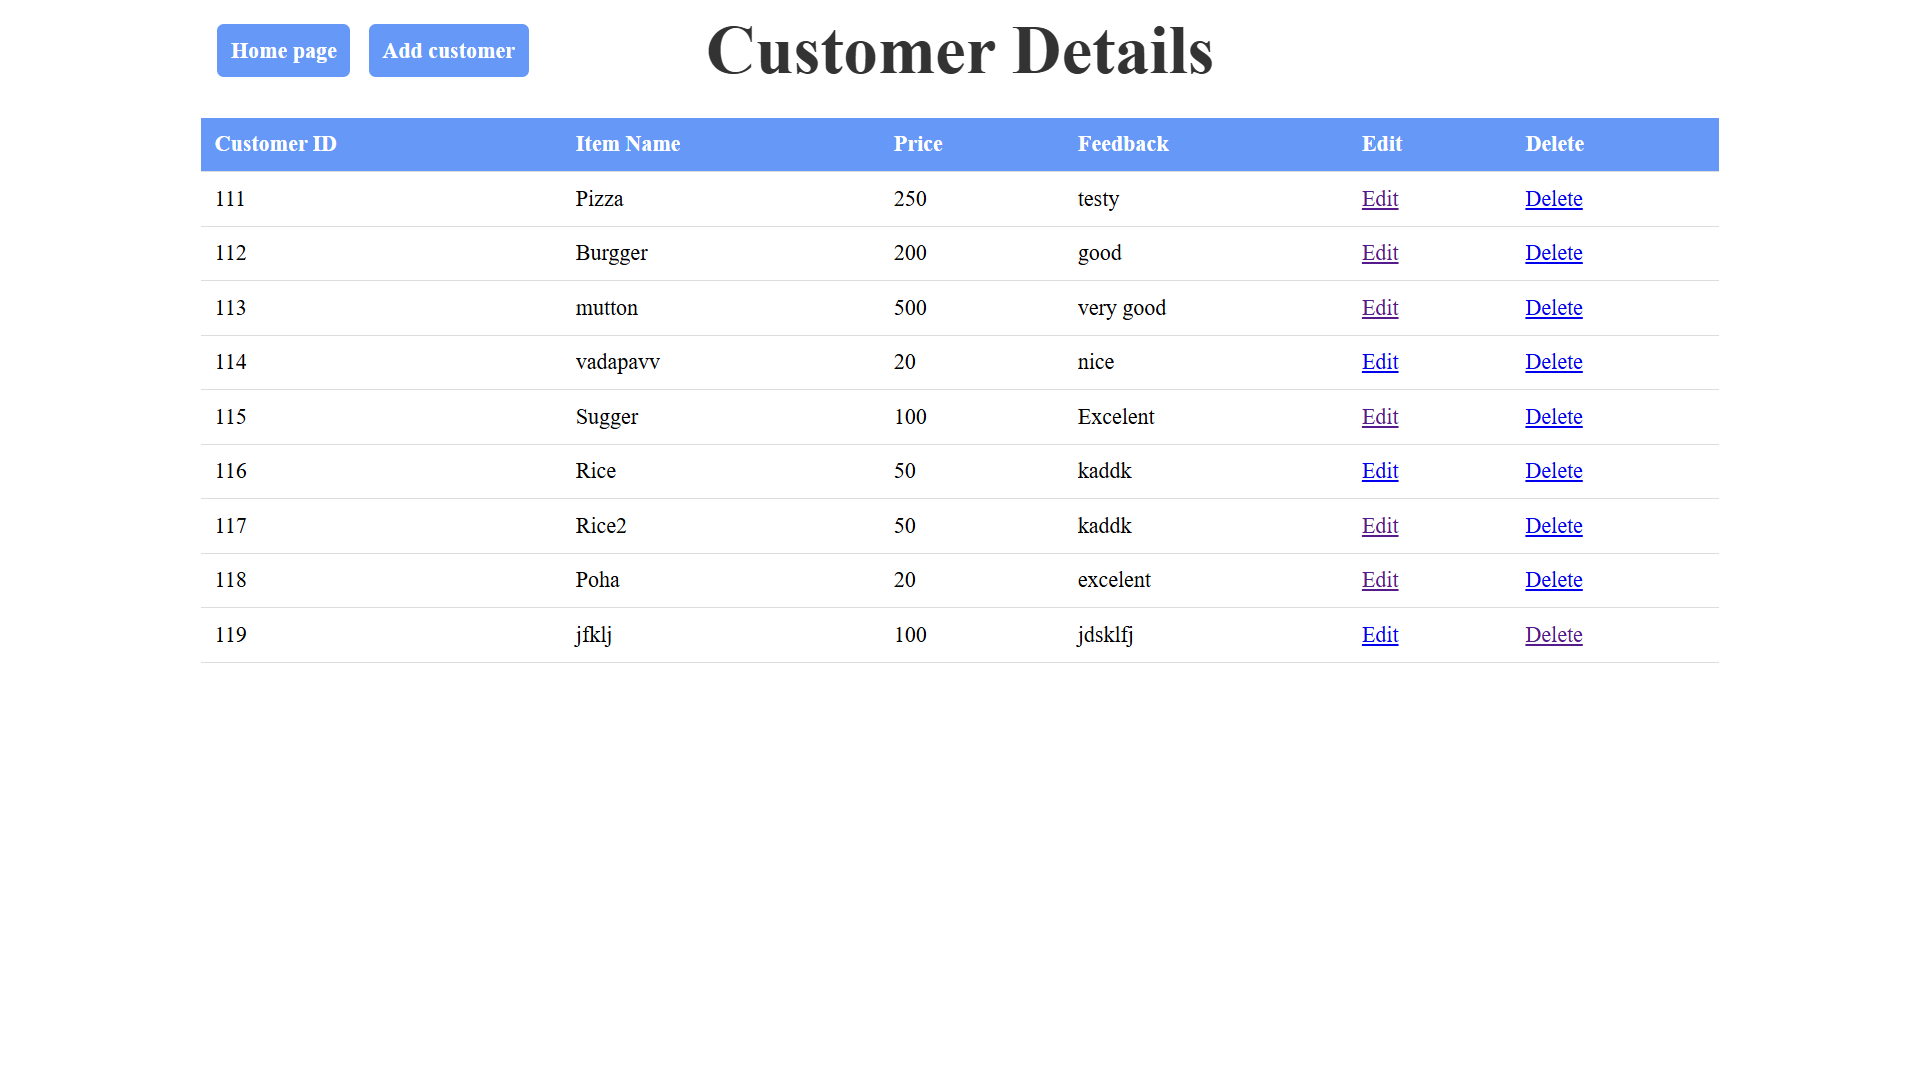 Home page Add customer Customer Details
Customer ID Item Name Price Feedback Edit Delete
111 Pizza 250 testy Edit Delete
112 Burgger 200 good Edit Delete
113 mutton 500 very good Edit Delete
114 vadapavv 20 nice Edit Delete
115 Sugger 100 Excelent Edit Delete
116 Rice 50 kaddk Edit Delete
117 Rice2 50 kaddk Edit Delete
118 Poha 20 excelent Edit Delete
119 jfklj 100 jdsklfj Edit Delete